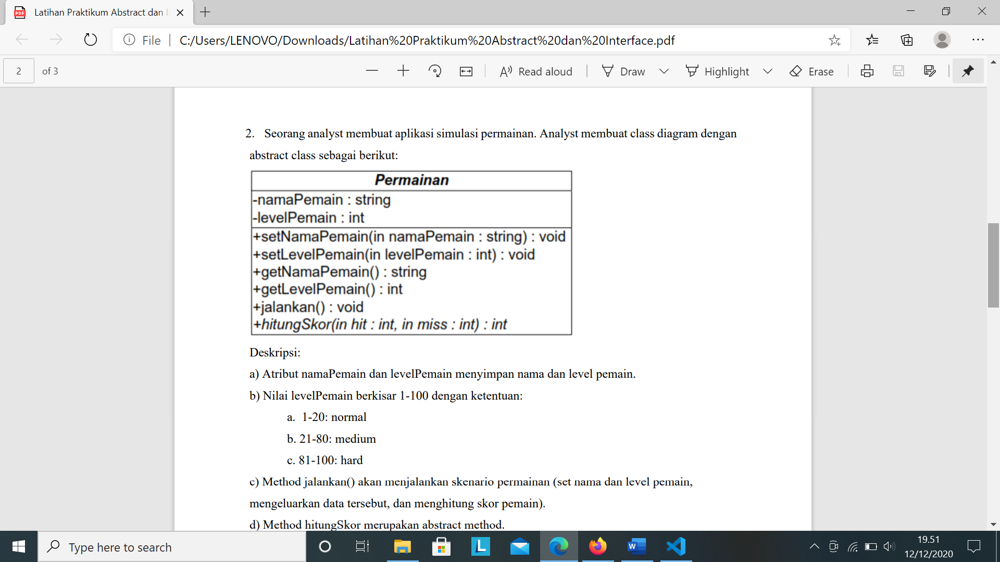 Latihan Praktikum Abstract dan I
File
C:/Users/LENOVO/Downloads/Latihan%20Praktikum%20Abstract%20dan%20Interface.pdf
2 of 3
Read aloud
Draw
Highlight
Erase
2. Seorang analyst membuat aplikasi simulasi permainan. Analyst membuat class diagram dengan
abstract class sebagai berikut:
Permainan
-namaPemain : string
-levelPemain : int
+setNamaPemain(in namaPemain : string) : void
+setLevelPemain(in levelPemain : int) : void
+getNamaPemain() : string
+getLevelPemain() : int
+jalankan() : void
+hitungSkor(in hit : int, in miss : int) : int
Deskripsi:
a) Atribut namaPemain dan levelPemain menyimpan nama dan level pemain.
b) Nilai levelPemain berkisar 1-100 dengan ketentuan:
a. 1-20: normal
b. 21-80: medium
c. 81-100: hard
c) Method jalankan() akan menjalankan skenario permainan (set nama dan level pemain,
mengeluarkan data tersebut, dan menghitung skor pemain).
d) Method hitungSkor merupakan abstract method.
Type here to search
19.51
12/12/2020